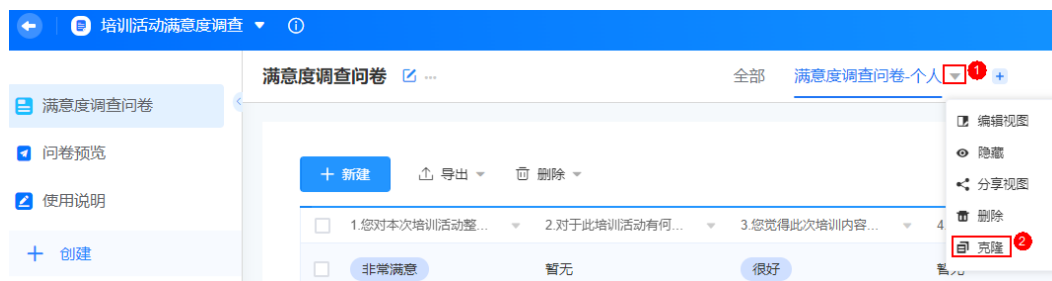 培训活动满意度调查
满意度调查问卷 ...
全部 满意度调查问卷-个人 1 +
满意度调查问卷
编辑视图
问卷预览
隐藏
+ 新建 导出 删除
分享视图
使用说明
删除
1.您对本次培训活动整... 2.对于此培训活动有何... 3.您觉得此次培训内容... 4
克隆 2
+ 创建
非常满意 暂无 很好 暂无